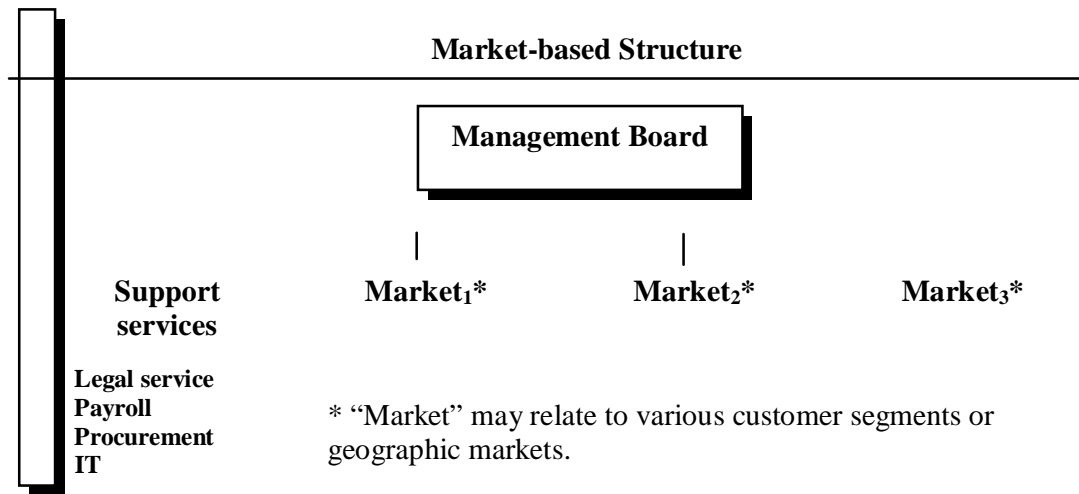 Market-based Structure
Management Board
Support
services
Market₁*
Market₂*
Market₃*
Legal service
Payroll
Procurement
IT
* “Market” may relate to various customer segments or
geographic markets.